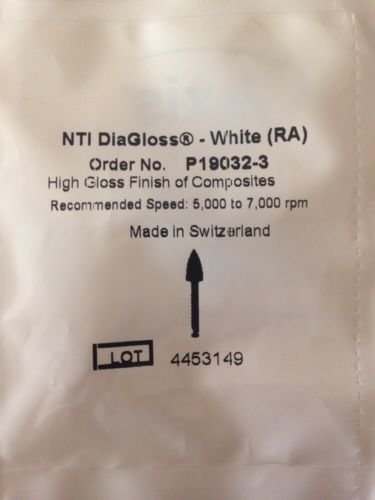 NTI DiaGloss® - White (RA)
Order No. P19032-3
High Gloss Finish of Composites
Recommended Speed: 5,000 to 7,000 rpm
Made in Switzerland
LOT 4453149